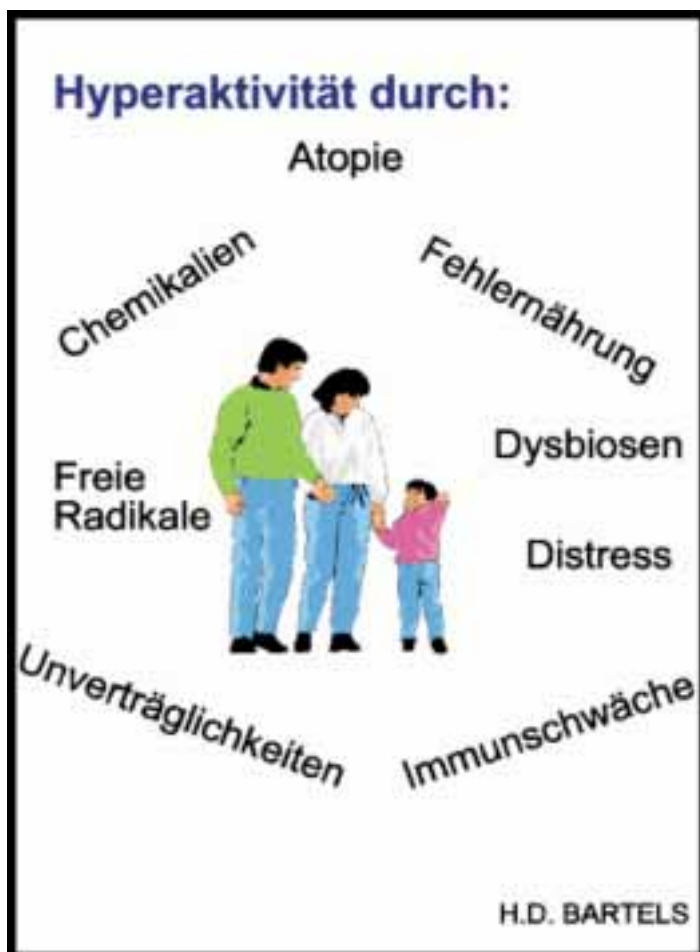 Hyperaktivität durch:
Atopie
Chemikalien
Fehlernährung
Dysbiosen
Freie
Radikale
Distress
Unverträglichkeiten
Immunschwäche
H.D. BARTELS